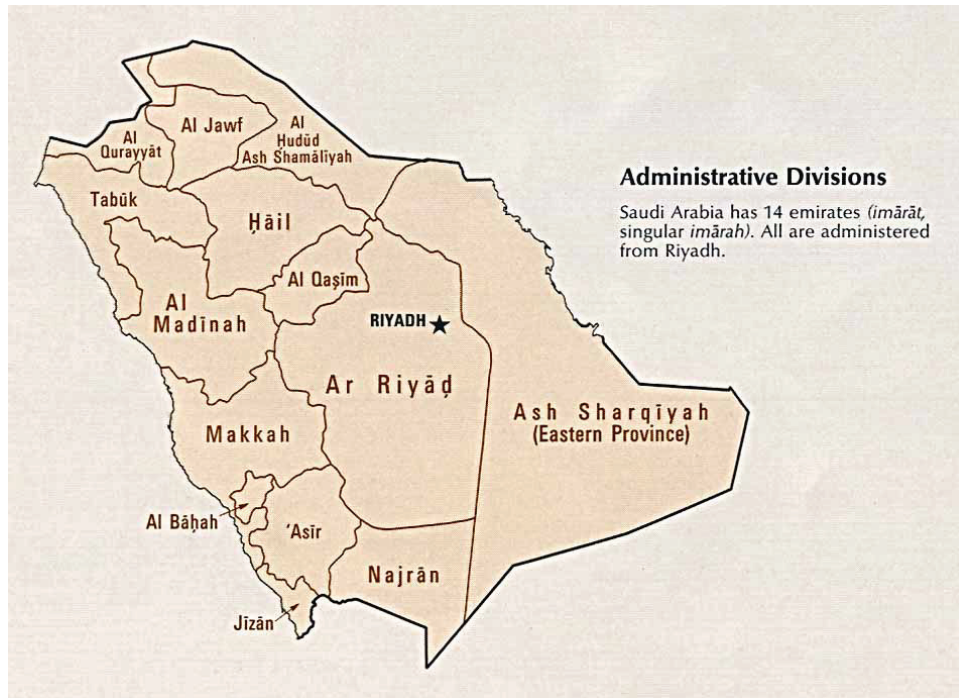 Administrative Divisions
Saudi Arabia has 14 emirates (imārāt,
singular imārah). All are administered
from Riyadh.
Al
Qurayyāt
Al Jawf
Al
Ḥudūd
Ash Shamālīyah
Tabūk
Ḥāil
Al Qaṣīm
Al
Madīnah
RIYADH
Ar Riyāḍ
Ash Sharqīyah
(Eastern Province)
Makkah
Al Bāḥah
‘Asīr
Najrān
Jīzān